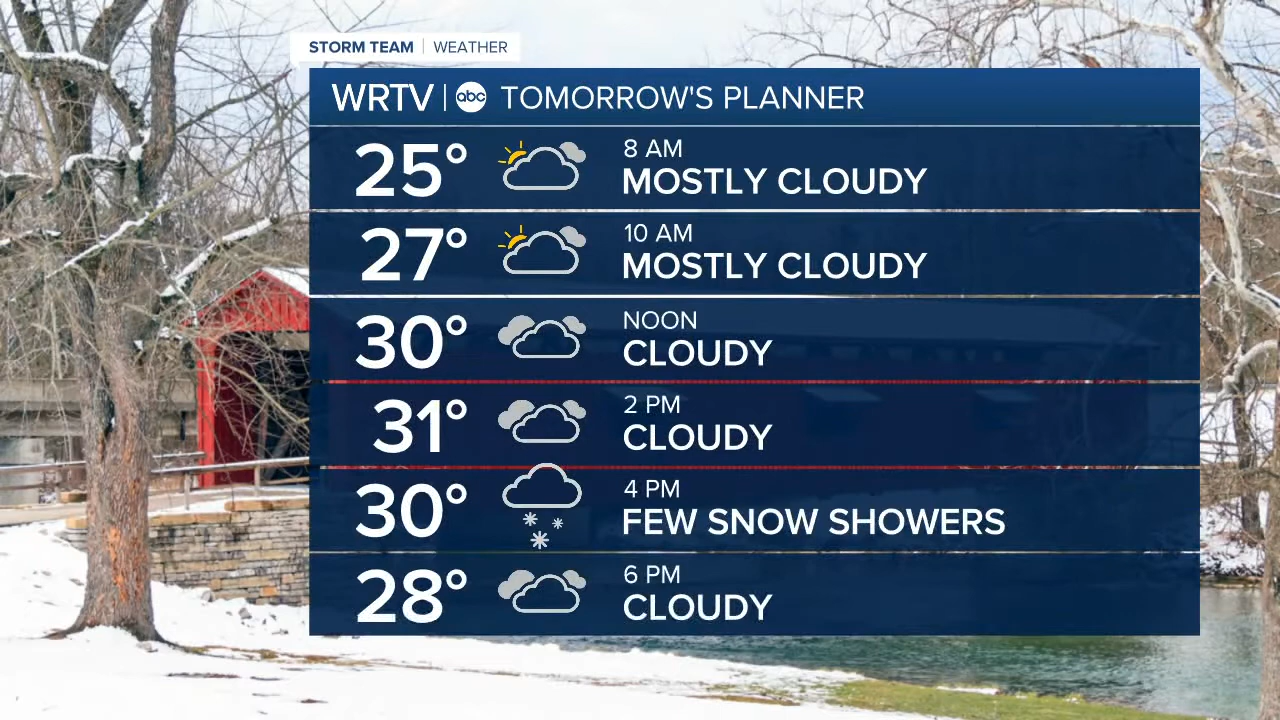 STORM TEAM | WEATHER
WRTV | abc TOMORROW'S PLANNER
25° 8 AM
MOSTLY CLOUDY
27° 10 AM
MOSTLY CLOUDY
30° NOON
CLOUDY
31° 2 PM
CLOUDY
30° 4 PM
FEW SNOW SHOWERS
28° 6 PM
CLOUDY